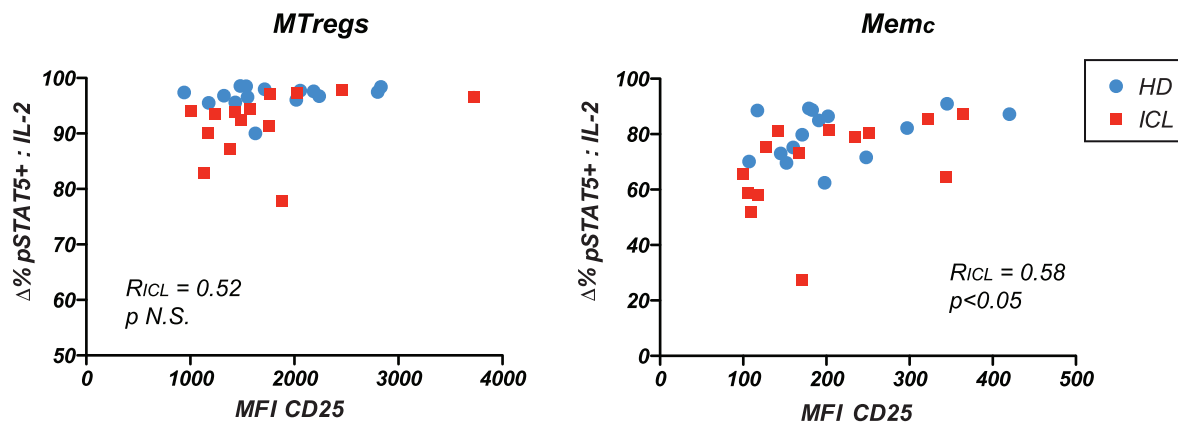 MTregs
Δ% pSTAT5+ : IL-2
100
90
80
70
60
50
0
1000
2000
3000
4000
MFI CD25
RICL = 0.52
p N.S.
Memc
Δ% pSTAT5+ : IL-2
100
80
60
40
20
0
0
100
200
300
400
500
MFI CD25
RICL = 0.58
p<0.05
HD
ICL